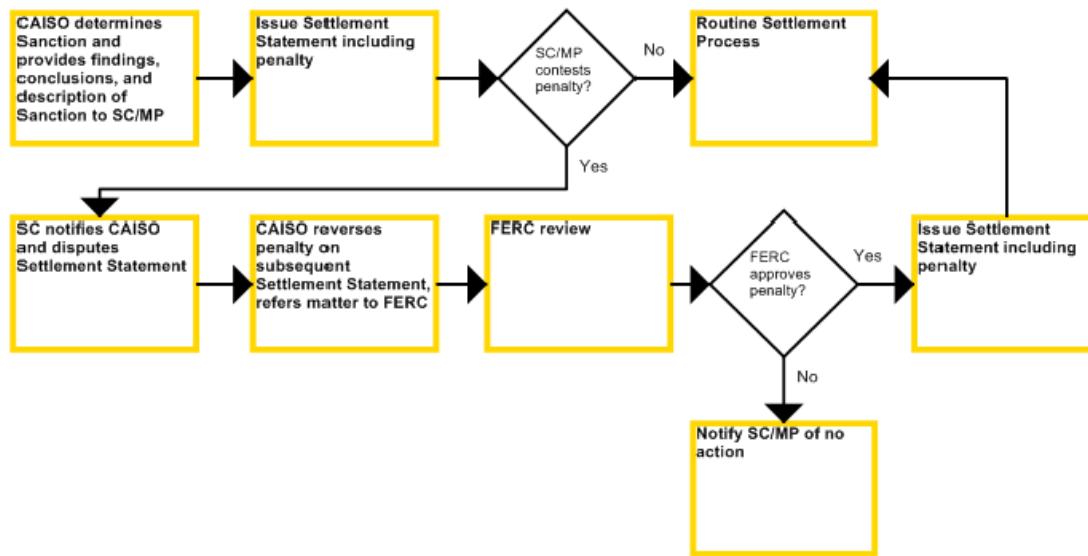 CAISO determines
Sanction and
provides findings,
conclusions, and
description of
Sanction to SC/MP
Issue Settlement
Statement including
penalty
SC/MP
contests
penalty?
No
Routine Settlement
Process
Yes
SC notifies CAISO
and disputes
Settlement Statement
CAISO reverses
penalty on
subsequent
Settlement Statement,
refers matter to FERC
FERC review
FERC
approves
penalty?
Yes
Issue Settlement
Statement including
penalty
No
Notify SC/MP of no
action